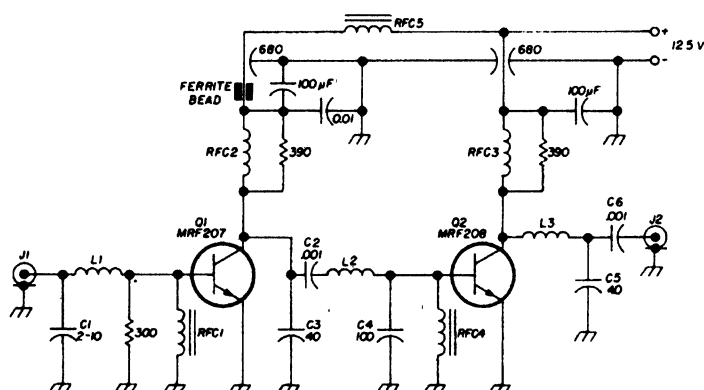 RFC5
+
680
680
12.5 V
-
FERRITE
BEAD
100µF
0.01
100µF
RFC2
390
RFC3
390
Q1
MRF207
Q2
MRF208
C6
.001
J2
J1
L1
C2
.001
L2
L3
C1
2-10
300
RFC1
C3
40
C4
100
RFC4
C5
40